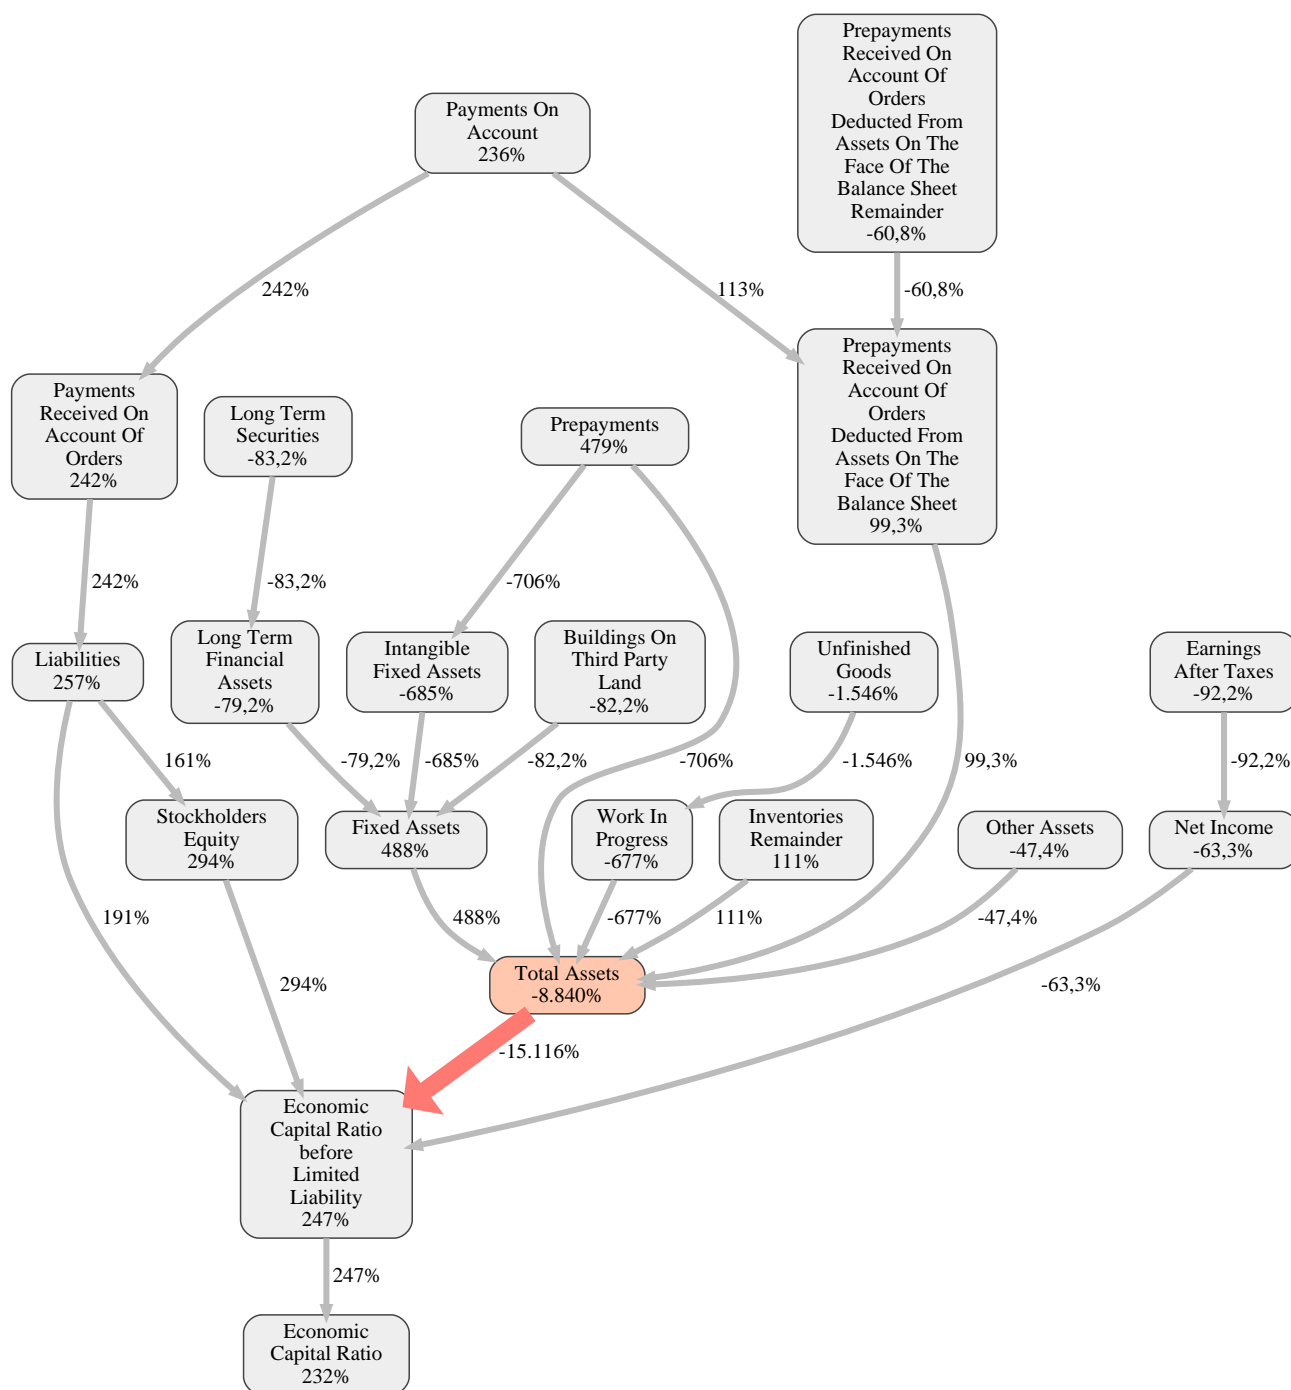 Prepayments
Received On
Account Of
Orders
Deducted From
Assets On The
Face Of The
Balance Sheet
Remainder
-60,8%
Payments On
Account
236%
242%
113%
-60,8%
Prepayments
Received On
Account Of
Orders
Deducted From
Assets On The
Face Of The
Balance Sheet
99,3%
Payments
Received On
Account Of
Orders
242%
Long Term
Securities
-83,2%
Prepayments
479%
242%
-83,2%
-706%
Liabilities
257%
Long Term
Financial
Assets
-79,2%
Intangible
Fixed Assets
-685%
Buildings On
Third Party
Land
-82,2%
Unfinished
Goods
-1.546%
Earnings
After Taxes
-92,2%
161%
-79,2%
-685%
-82,2%
-706%
-1.546%
99,3%
-92,2%
Stockholders
Equity
294%
Fixed Assets
488%
Work In
Progress
-677%
Inventories
Remainder
111%
Other Assets
-47,4%
Net Income
-63,3%
191%
488%
-677%
111%
-47,4%
294%
Total Assets
-8.840%
-63,3%
-15.116%
Economic
Capital Ratio
before
Limited
Liability
247%
247%
Economic
Capital Ratio
232%